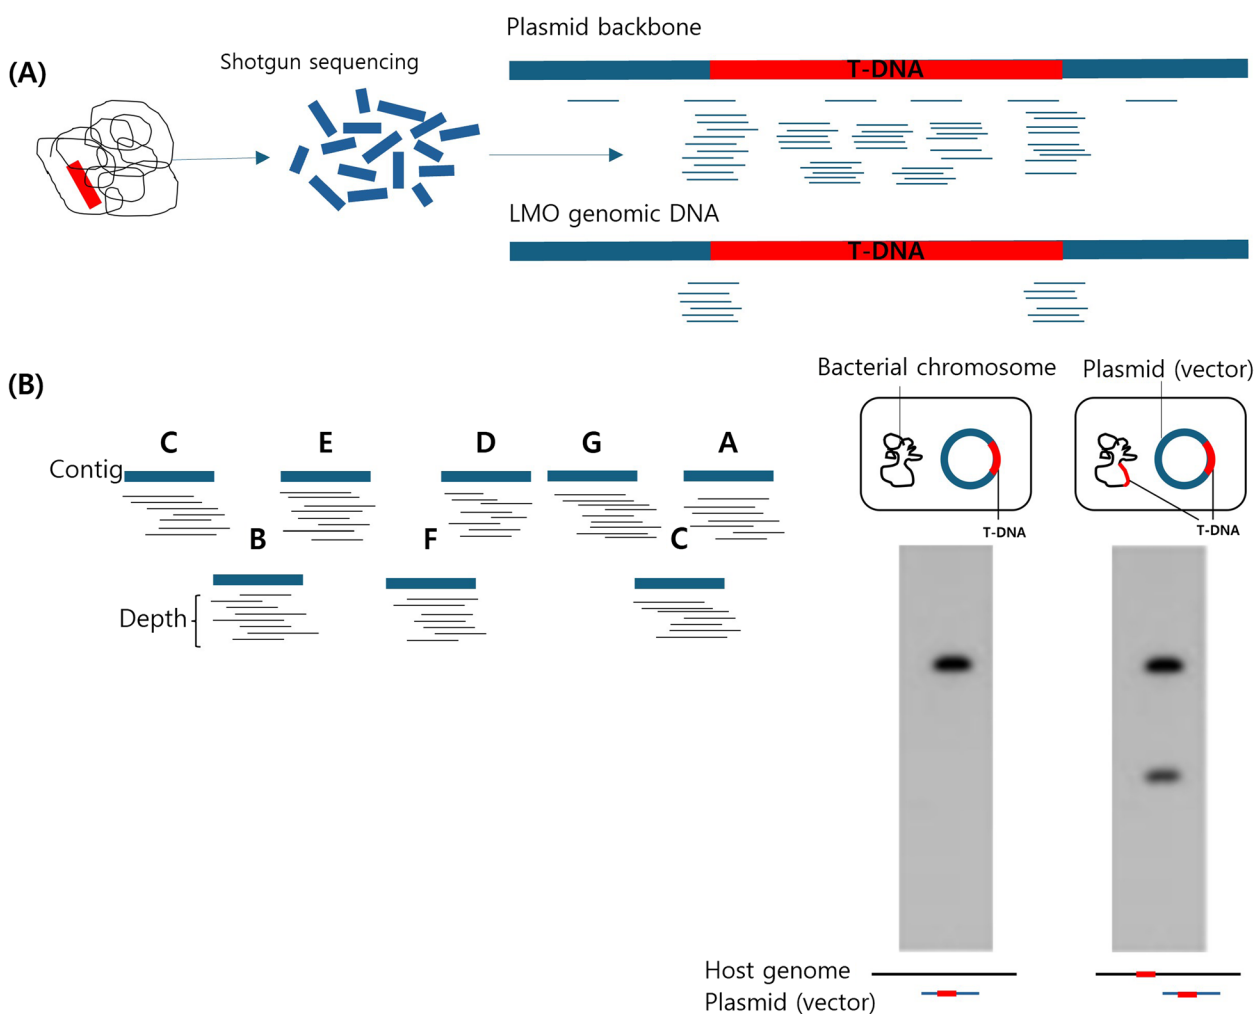 (A)
Shotgun sequencing
Plasmid backbone
T-DNA
LMO genomic DNA
T-DNA
(B)
Contig
C
E
D
G
A
B
F
C
Depth
Bacterial chromosome
Plasmid (vector)
T-DNA
T-DNA
Host genome
Plasmid (vector)